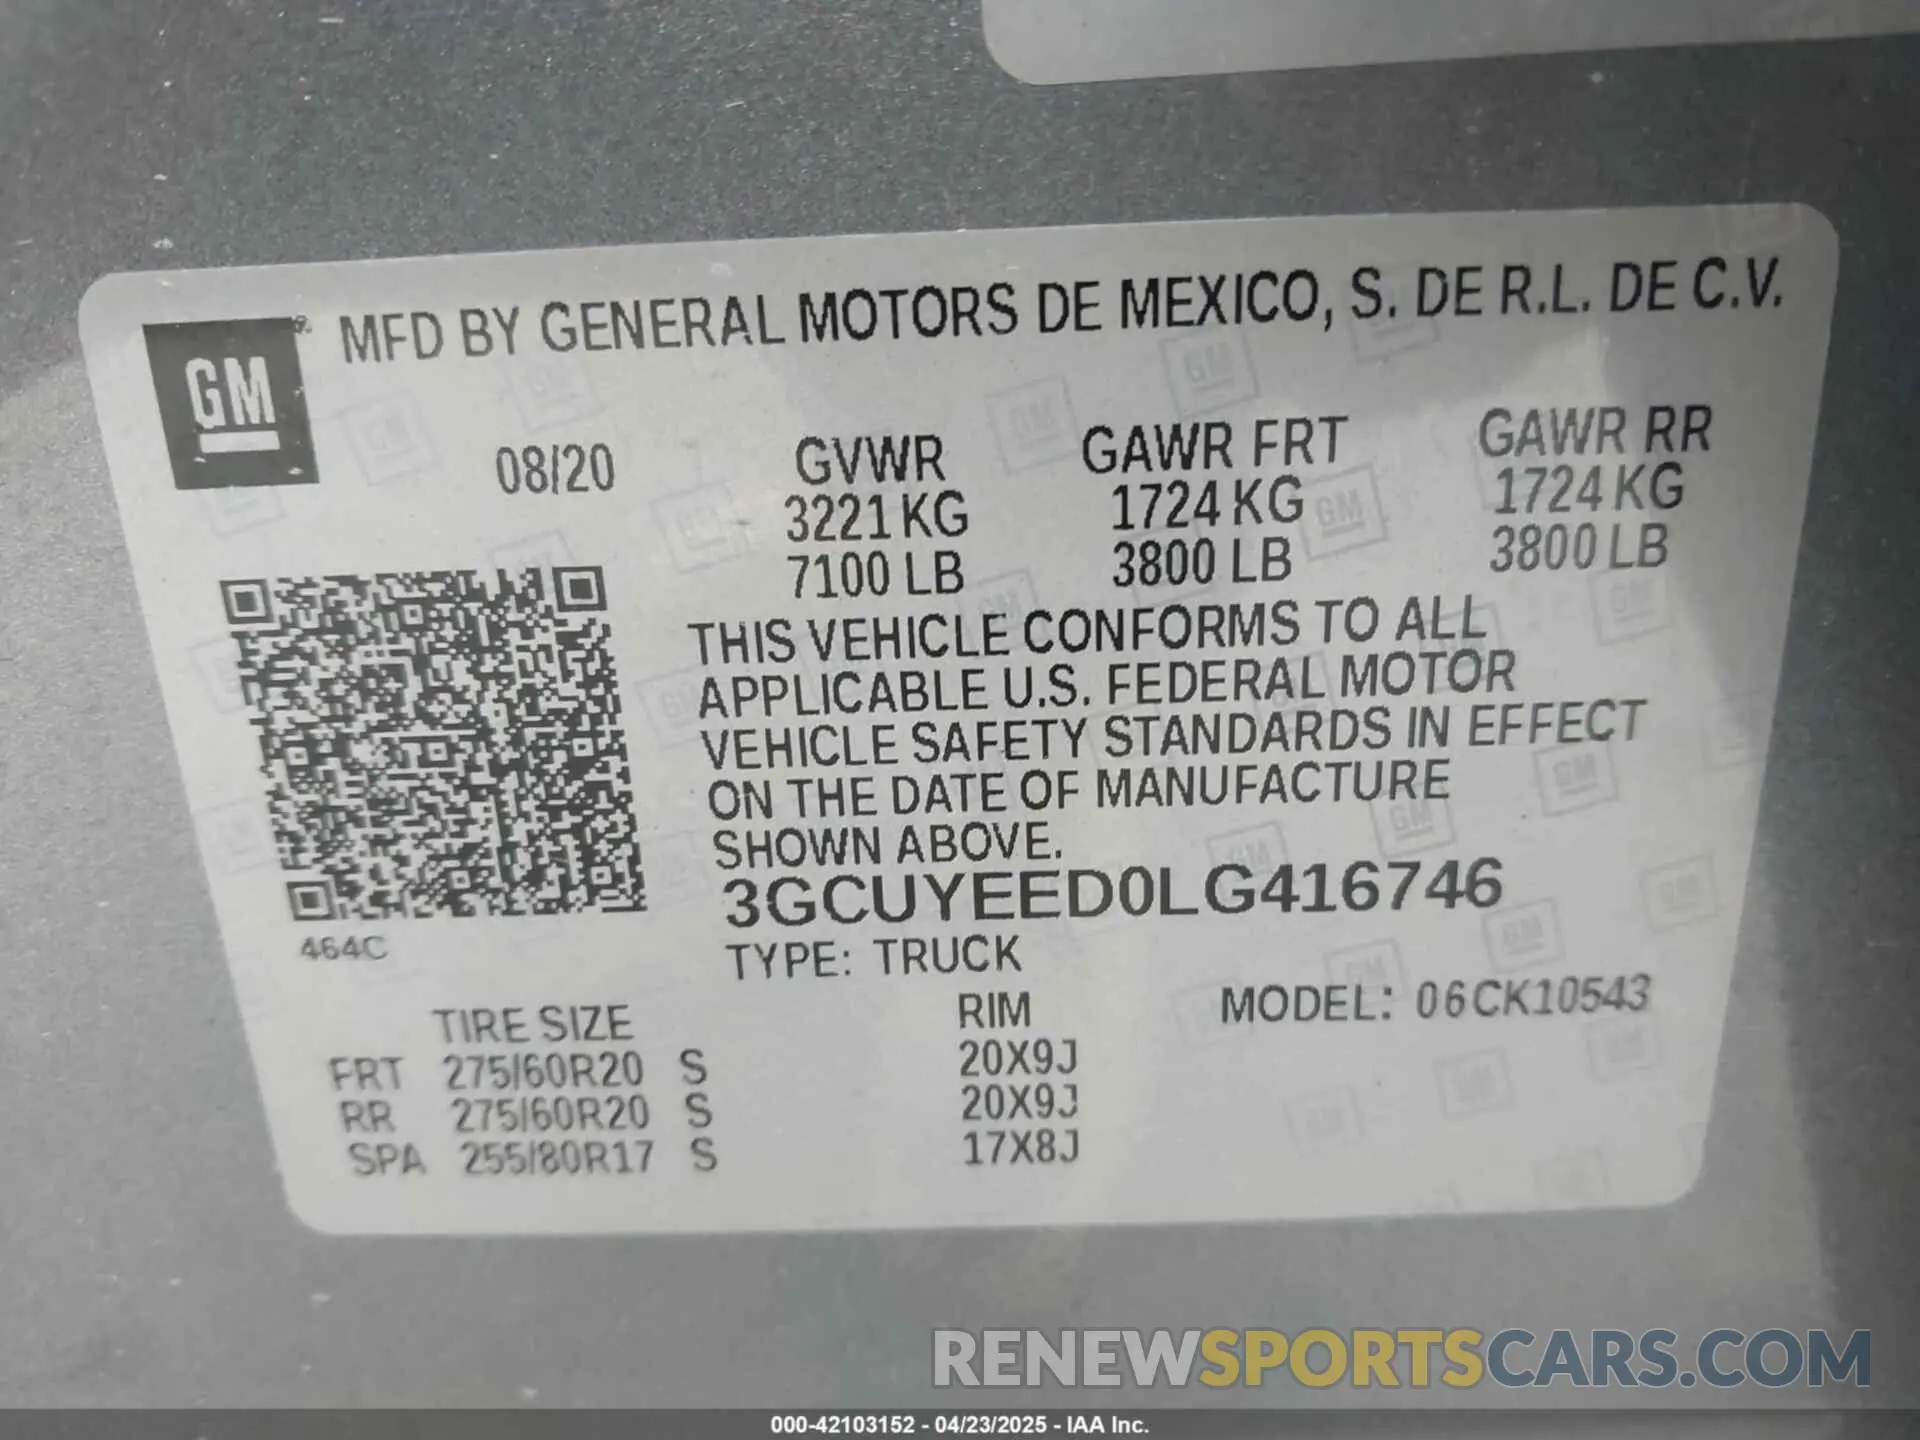 GM
MFD BY GENERAL MOTORS DE MEXICO, S. DE R.L. DE C.V.
08/20 GVWR GAWR FRT GAWR RR
3221 KG 1724 KG 1724 KG
7100 LB 3800 LB 3800 LB
THIS VEHICLE CONFORMS TO ALL
APPLICABLE U.S. FEDERAL MOTOR
VEHICLE SAFETY STANDARDS IN EFFECT
ON THE DATE OF MANUFACTURE
SHOWN ABOVE.
3GCUYEED0LG416746
464C
TYPE: TRUCK
TIRE SIZE RIM MODEL: 06CK10543
FRT 275/60R20 S 20X9J
RR 275/60R20 S 20X9J
SPA 255/80R17 S 17X8J
RENEWSPORTSCARS.COM
000-42103152 - 04/23/2025 - IAA Inc.